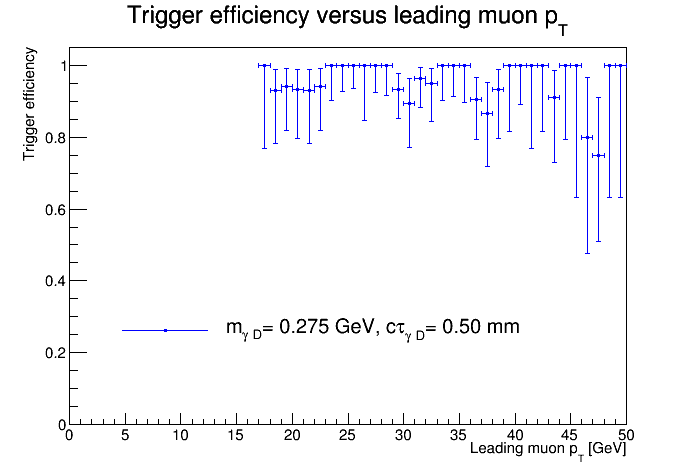 Trigger efficiency versus leading muon p_T
Trigger efficiency
1
0.8
0.6
0.4
0.2
0
m_γ D= 0.275 GeV, cτ_γ D= 0.50 mm
0 5 10 15 20 25 30 35 40 45 50
Leading muon p_T [GeV]